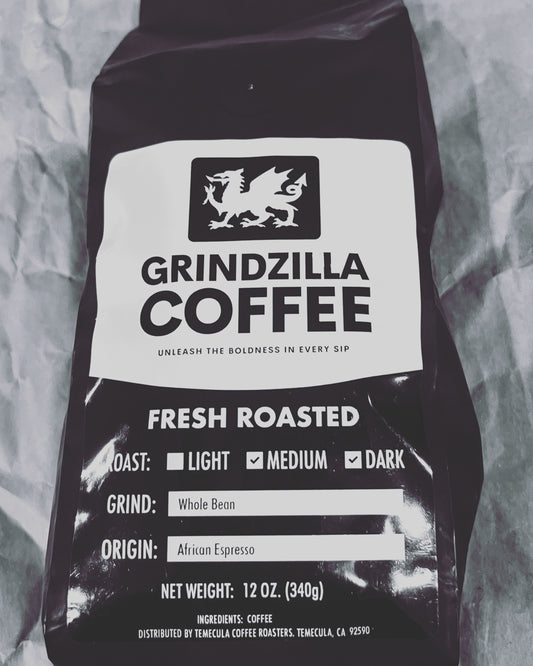 GRINDZILLA
COFFEE
UNLEASH THE BOLDNESS IN EVERY SIP
FRESH ROASTED
ROAST: LIGHT MEDIUM DARK
GRIND: Whole Bean
ORIGIN: African Espresso
NET WEIGHT: 12 OZ. (340g)
INGREDIENTS: COFFEE
DISTRIBUTED BY TEMECULA COFFEE ROASTERS. TEMECULA, CA 92590